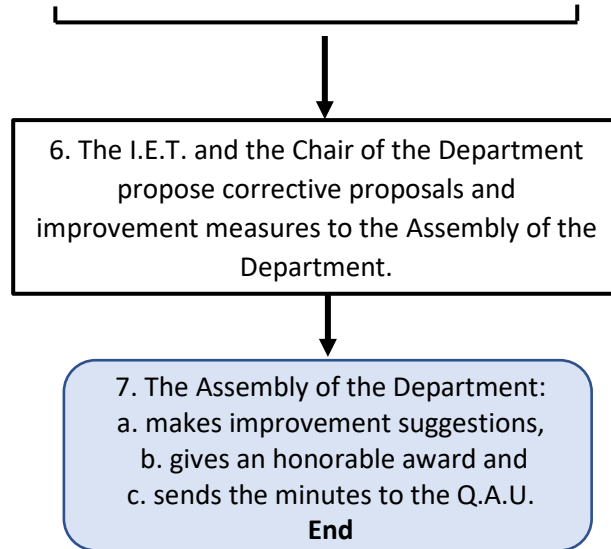 6. The I.E.T. and the Chair of the Department
propose corrective proposals and
improvement measures to the Assembly of the
Department.
7. The Assembly of the Department:
a. makes improvement suggestions,
b. gives an honorable award and
c. sends the minutes to the Q.A.U.
End